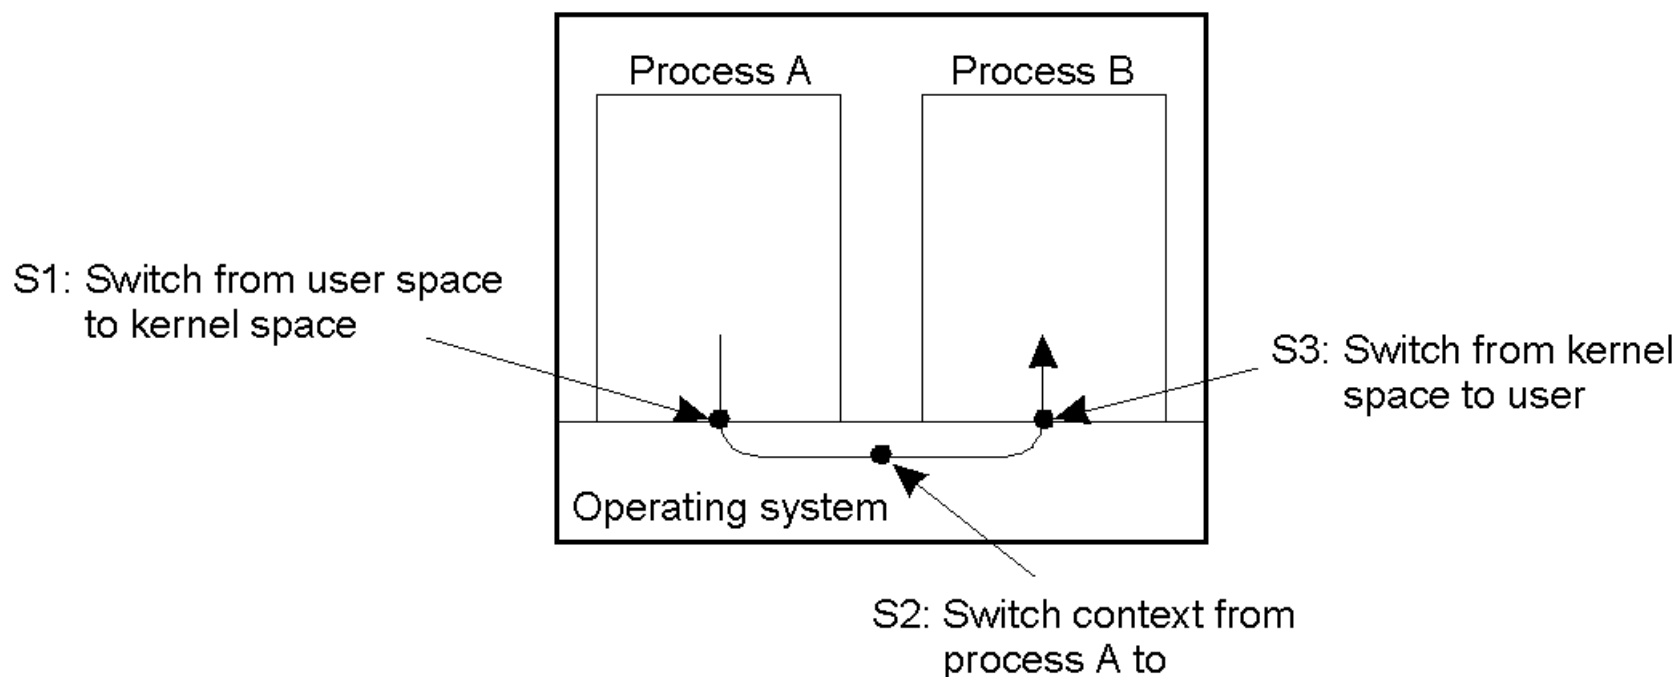 Process A
Process B
S1: Switch from user space
to kernel space
S3: Switch from kernel
space to user
Operating system
S2: Switch context from
process A to